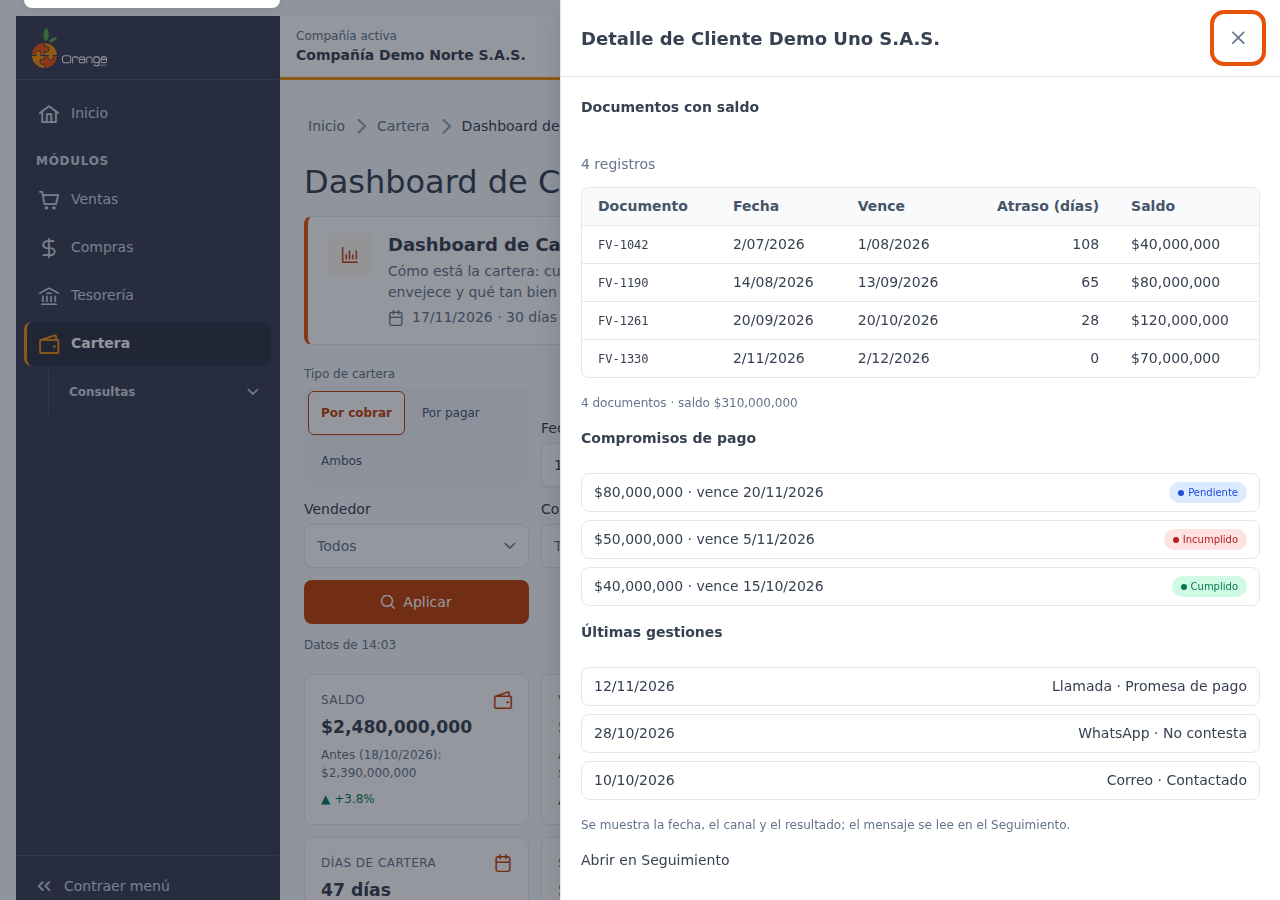 Orange
Inicio
MÓDULOS
Ventas
Compras
Tesorería
Cartera
Consultas
Contraer menú
Compañía activa
Compañía Demo Norte S.A.S.
Inicio > Cartera > Dashboard de
Dashboard de C
Dashboard de Ca
Cómo está la cartera: cu
envejece y qué tan bien
17/11/2026 · 30 días
Tipo de cartera
Por cobrar
Por pagar
Ambos
Vendedor
Todos
Aplicar
Datos de 14:03
SALDO
$2,480,000,000
Antes (18/10/2026):
$2,390,000,000
▲ +3.8%
DÍAS DE CARTERA
47 días
Detalle de Cliente Demo Uno S.A.S.
Documentos con saldo
4 registros
Documento Fecha Vence Atraso (días) Saldo
FV-1042 2/07/2026 1/08/2026 108 $40,000,000
FV-1190 14/08/2026 13/09/2026 65 $80,000,000
FV-1261 20/09/2026 20/10/2026 28 $120,000,000
FV-1330 2/11/2026 2/12/2026 0 $70,000,000
4 documentos · saldo $310,000,000
Compromisos de pago
$80,000,000 · vence 20/11/2026 Pendiente
$50,000,000 · vence 5/11/2026 Incumplido
$40,000,000 · vence 15/10/2026 Cumplido
Últimas gestiones
12/11/2026 Llamada · Promesa de pago
28/10/2026 WhatsApp · No contesta
10/10/2026 Correo · Contactado
Se muestra la fecha, el canal y el resultado; el mensaje se lee en el Seguimiento.
Abrir en Seguimiento